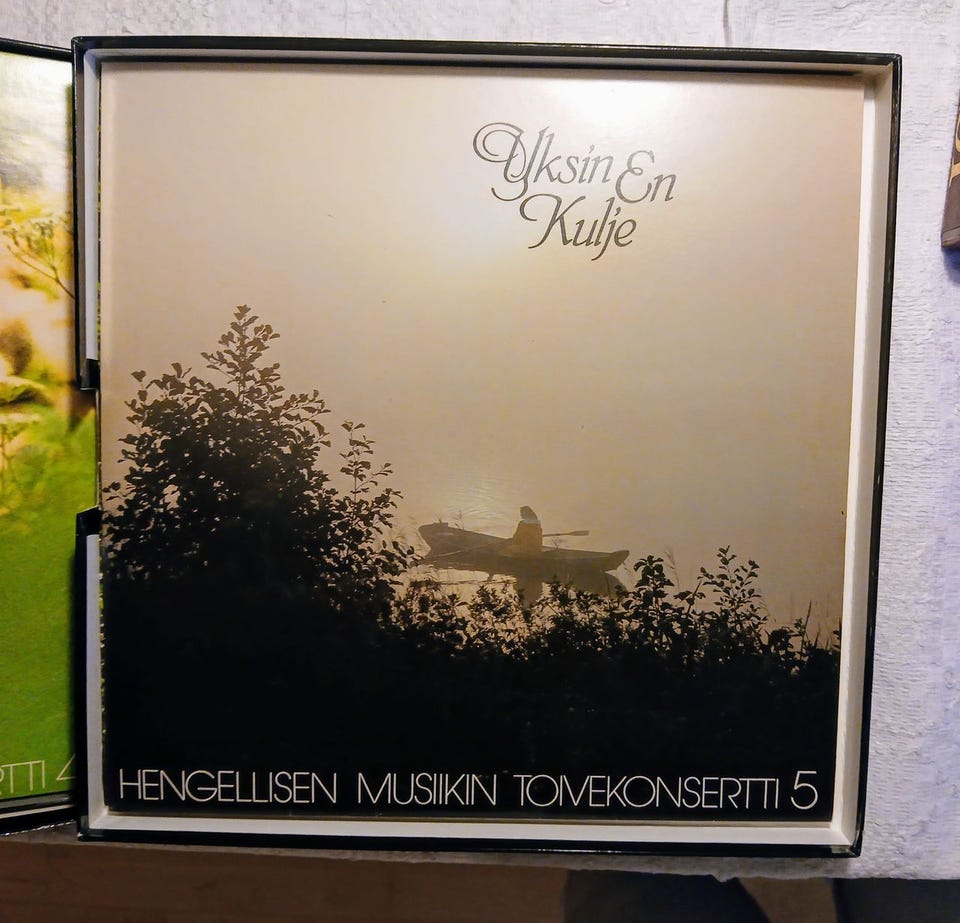 Yksin En
Kulje
RTTI 4
HENGELLISEN MUSIIKIN TOIVEKONSERTTI 5